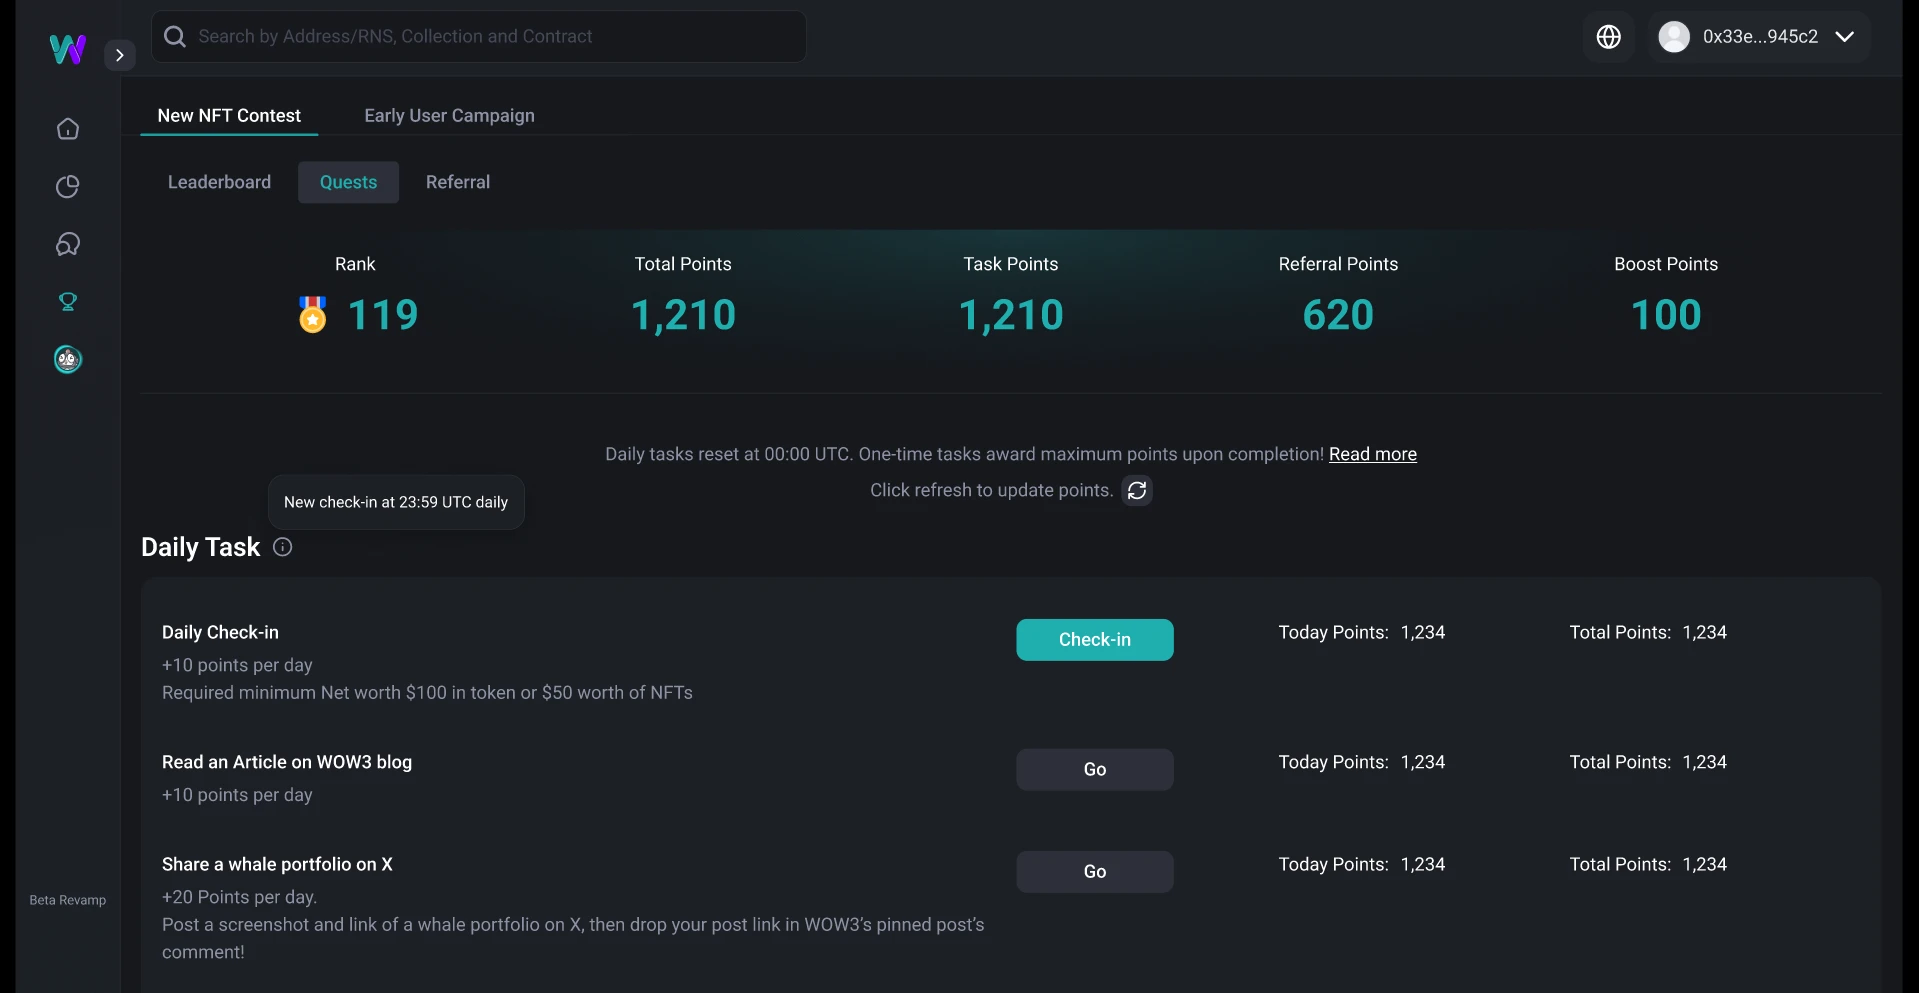 Search by Address/RNS, Collection and Contract
0x33e...945c2
New NFT Contest
Early User Campaign
Leaderboard
Quests
Referral
Rank
119
Total Points
1,210
Task Points
1,210
Referral Points
620
Boost Points
100
Daily tasks reset at 00:00 UTC. One-time tasks award maximum points upon completion! Read more
Click refresh to update points.
New check-in at 23:59 UTC daily
Daily Task
Daily Check-in
+10 points per day
Required minimum Net worth $100 in token or $50 worth of NFTs
Check-in
Today Points: 1,234
Total Points: 1,234
Read an Article on WOW3 blog
+10 points per day
Go
Today Points: 1,234
Total Points: 1,234
Share a whale portfolio on X
+20 Points per day.
Post a screenshot and link of a whale portfolio on X, then drop your post link in WOW3’s pinned post’s
comment!
Go
Today Points: 1,234
Total Points: 1,234
Beta Revamp